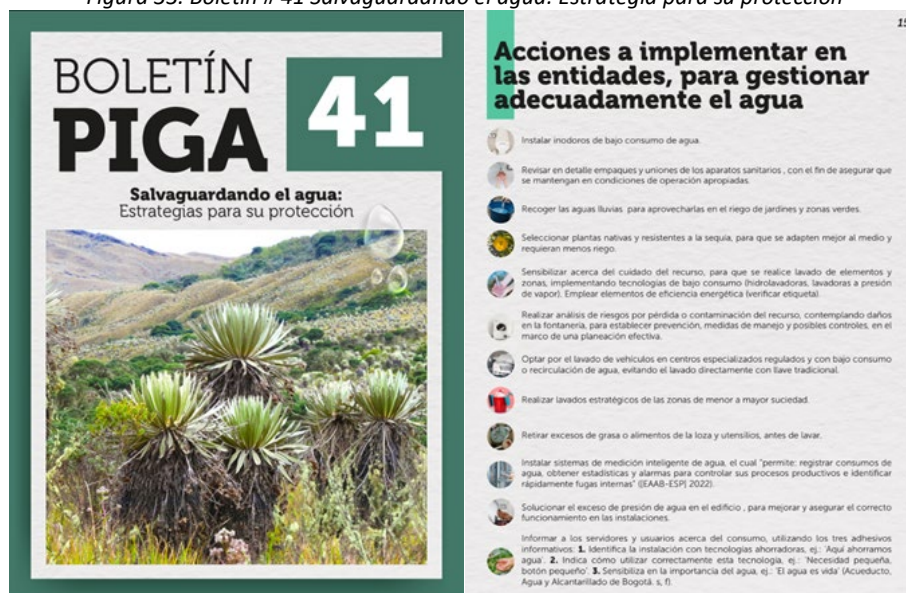 Figura 35. Boletín # 41 Salvaguardando el agua. Estrategia para su protección
BOLETÍN
PIGA
41
Salvaguardando el agua:
Estrategias para su protección
Acciones a implementar en
las entidades, para gestionar
adecuadamente el agua
Instalar inodoros de bajo consumo de agua.
Revisar en detalle empaques y uniones de los aparatos sanitarios , con el fin de asegurar que
se mantengan en condiciones de operación apropiadas.
Recoger las aguas lluvias para aprovecharlas en el riego de jardines y zonas verdes.
Seleccionar plantas nativas y resistentes a la sequia, para que se adapten mejor al medio y
requieran menos riego.
Sensibilizar acerca del cuidado del recurso, para que se realice lavado de elementos y
zonas, implementando tecnologías de bajo consumo (hidrolavadoras, lavadoras a presión
de vapor). Emplear elementos de eficiencia energética (verificar etiqueta).
Realizar análisis de riesgos por pérdida o contaminación del recurso, contemplando daños
en la fontanería, para establecer prevención, medidas de manejo y posibles controles, en el
marco de una planeación efectiva.
Optar por el lavado de vehículos en centros especializados regulados y con bajo consumo
o recirculación de agua, evitando el lavado directamente con llave tradicional.
Realizar lavados estratégicos de las zonas de menor a mayor suciedad.
Retirar excesos de grasa o alimentos de la loza y utensilios, antes de lavar.
Instalar sistemas de medición inteligente de agua, el cual "permite: registrar consumos de
agua, obtener estadísticas y alarmas para controlar sus procesos productivos e identificar
rápidamente fugas internas" ([EAAB-ESP] 2022).
Solucionar el exceso de presión de agua en el edificio , para mejorar y asegurar el correcto
funcionamiento en las instalaciones.
Informar a los servidores y usuarios acerca del consumo, utilizando los tres adhesivos
informativos: 1. Identifica la instalación con tecnologías ahorradoras, ej.: 'Aquí ahorramos
agua'. 2. Indica cómo utilizar correctamente esta tecnología, ej.: 'Necesidad pequeña,
botón pequeño'. 3. Sensibiliza en la importancia del agua, ej.: 'El agua es vida' (Acueducto,
Agua y Alcantarillado de Bogotá. s, f).